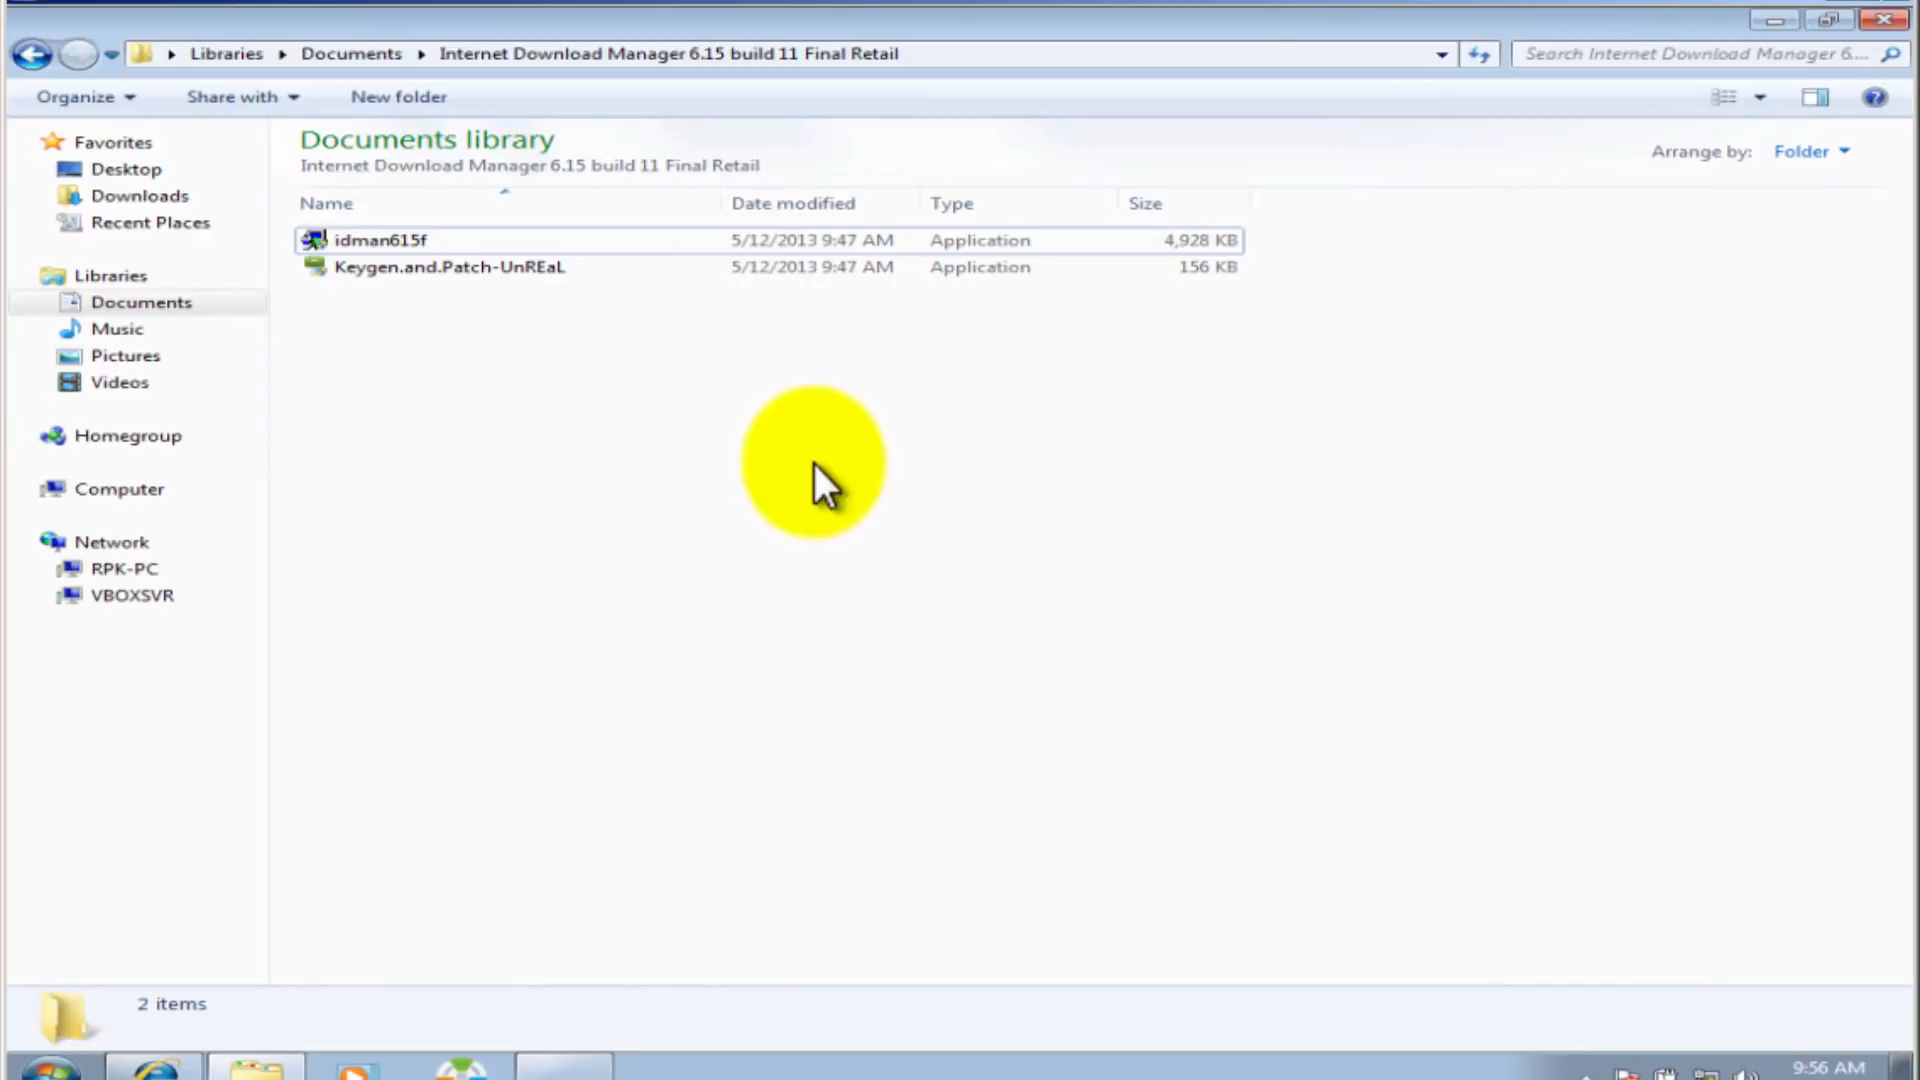 Libraries Documents Internet Download Manager 6.15 build 11 Final Retail
Search Internet Download Manager 6....
Organize Share with New folder
Favorites
Desktop
Downloads
Recent Places
Libraries
Documents
Music
Pictures
Videos
Homegroup
Computer
Network
RPK-PC
VBOXSVR
Documents library
Internet Download Manager 6.15 build 11 Final Retail
Arrange by: Folder
Name Date modified Type Size
idman615f 5/12/2013 9:47 AM Application 4,928 KB
Keygen.and.Patch-UnREaL 5/12/2013 9:47 AM Application 156 KB
2 items
9:56 AM